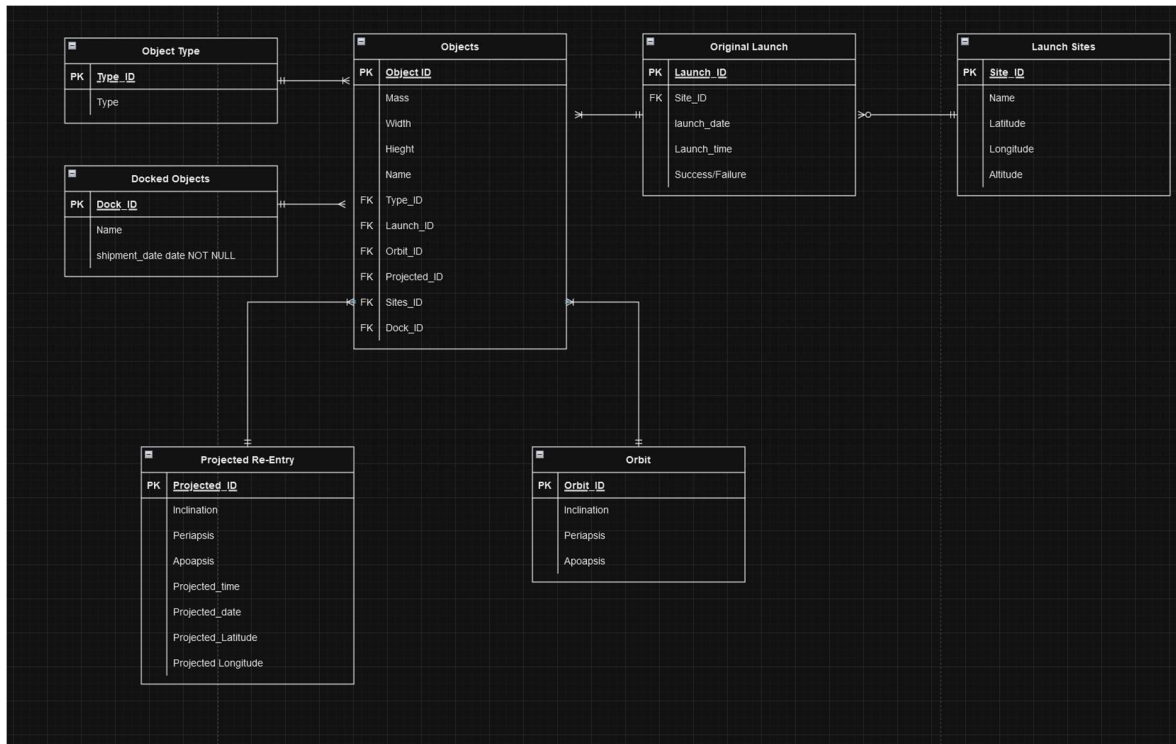 Object Type
PK Type_ID
Type
Docked Objects
PK Dock_ID
Name
shipment_date date NOT NULL
Objects
PK Object ID
Mass
Width
Hieght
Name
FK Type_ID
FK Launch_ID
FK Orbit_ID
FK Projected_ID
FK Sites_ID
FK Dock_ID
Original Launch
PK Launch_ID
FK Site_ID
launch_date
Launch_time
Success/Failure
Launch Sites
PK Site_ID
Name
Latitude
Longitude
Altitude
Projected Re-Entry
PK Projected_ID
Inclination
Periapsis
Apoapsis
Projected_time
Projected_date
Projected_Latitude
Projected Longitude
Orbit
PK Orbit_ID
Inclination
Periapsis
Apoapsis